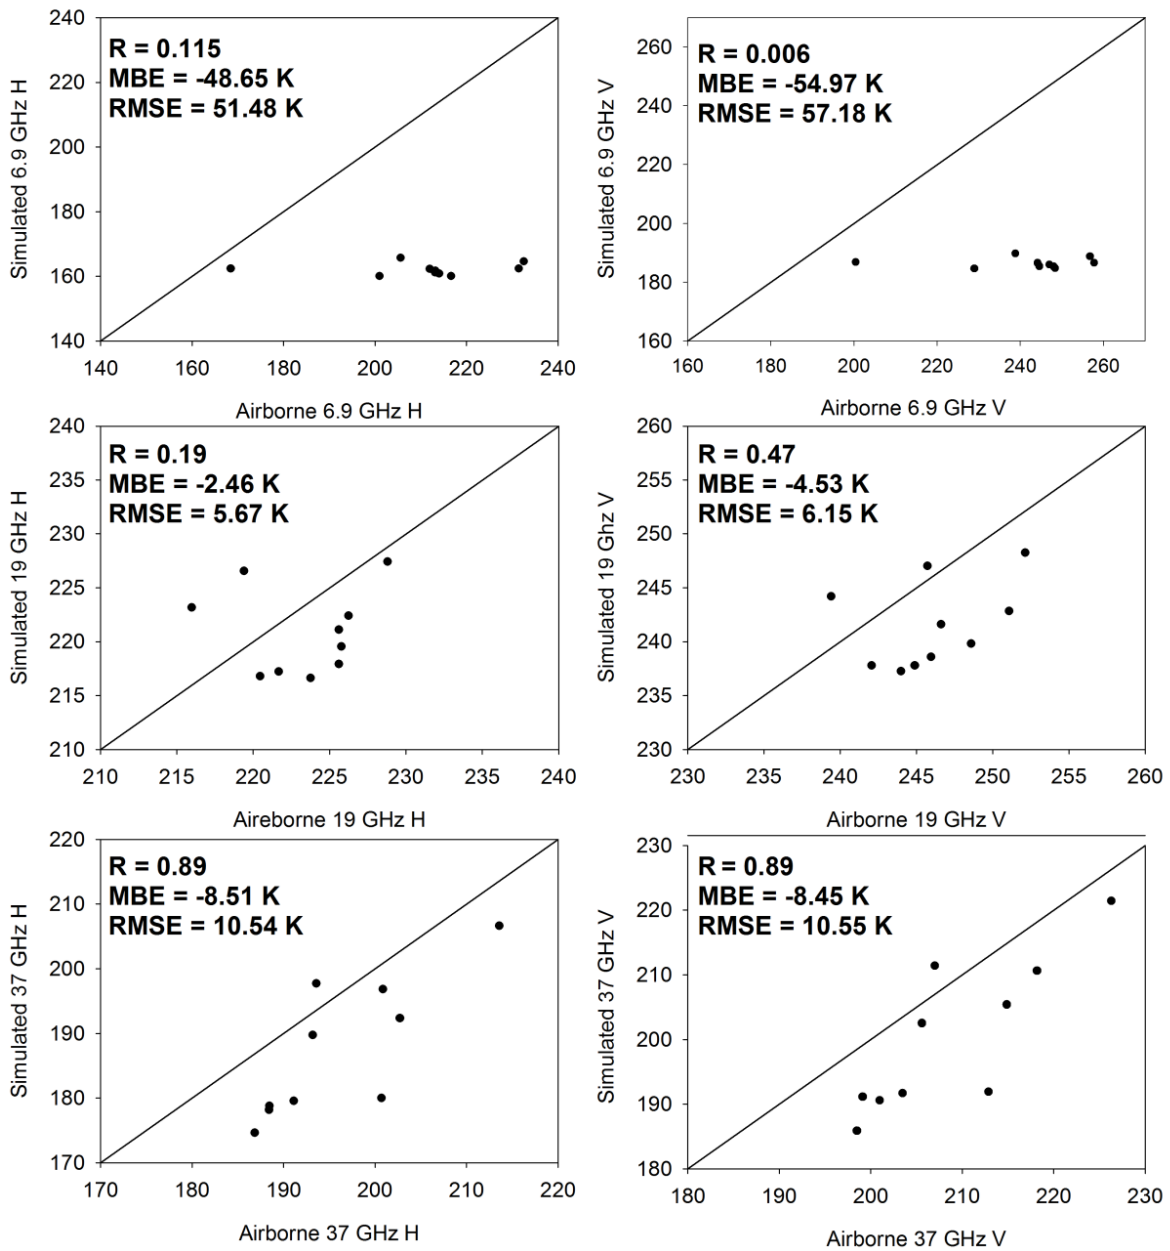 R = 0.115
MBE = -48.65 K
RMSE = 51.48 K
Simulated 6.9 GHz H
240
220
200
180
160
140
140
160
180
200
220
240
Airborne 6.9 GHz H
R = 0.006
MBE = -54.97 K
RMSE = 57.18 K
Simulated 6.9 GHz V
260
240
220
200
180
160
160
180
200
220
240
260
Airborne 6.9 GHz V
R = 0.19
MBE = -2.46 K
RMSE = 5.67 K
Simulated 19 GHz H
240
235
230
225
220
215
210
210
215
220
225
230
235
240
Aireborne 19 GHz H
R = 0.47
MBE = -4.53 K
RMSE = 6.15 K
Simulated 19 Ghz V
260
255
250
245
240
235
230
230
235
240
245
250
255
260
Airborne 19 GHz V
R = 0.89
MBE = -8.51 K
RMSE = 10.54 K
Simulated 37 GHz H
220
210
200
190
180
170
170
180
190
200
210
220
Airborne 37 GHz H
R = 0.89
MBE = -8.45 K
RMSE = 10.55 K
Simulated 37 GHz V
230
220
210
200
190
180
180
190
200
210
220
230
Airborne 37 GHz V